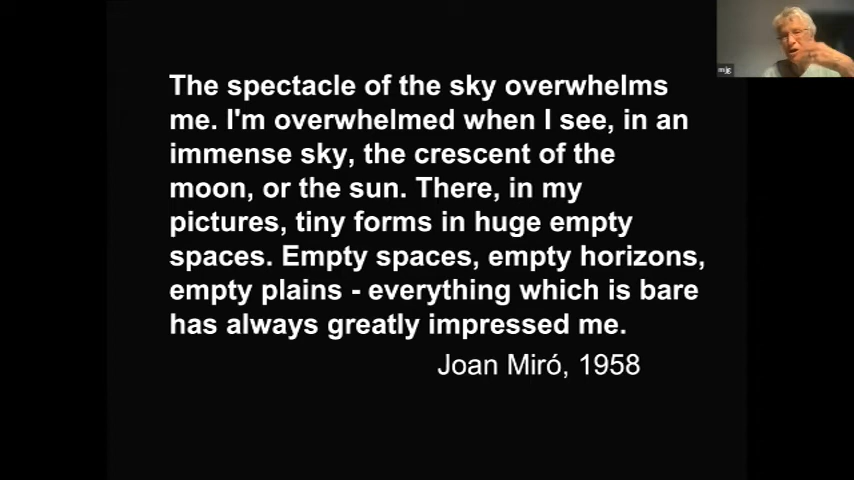 The spectacle of the sky overwhelms
me. I'm overwhelmed when I see, in an
immense sky, the crescent of the
moon, or the sun. There, in my
pictures, tiny forms in huge empty
spaces. Empty spaces, empty horizons,
empty plains - everything which is bare
has always greatly impressed me.
Joan Miró, 1958